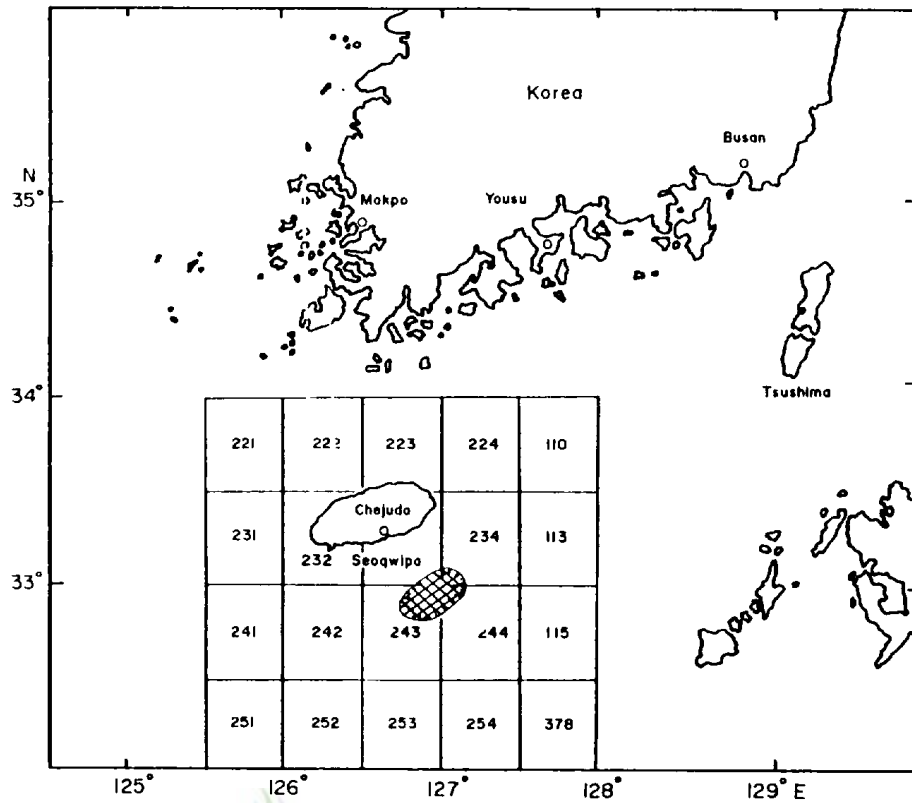 Korea
Busan
N
35°
Mokpo
Yousu
34°
Tsushima
221 222 223 224 110
Chejudo
231 234 113
232 Seogwipo
33°
241 242 243 244 115
251 252 253 254 378
125° 126° 127° 128° 129° E